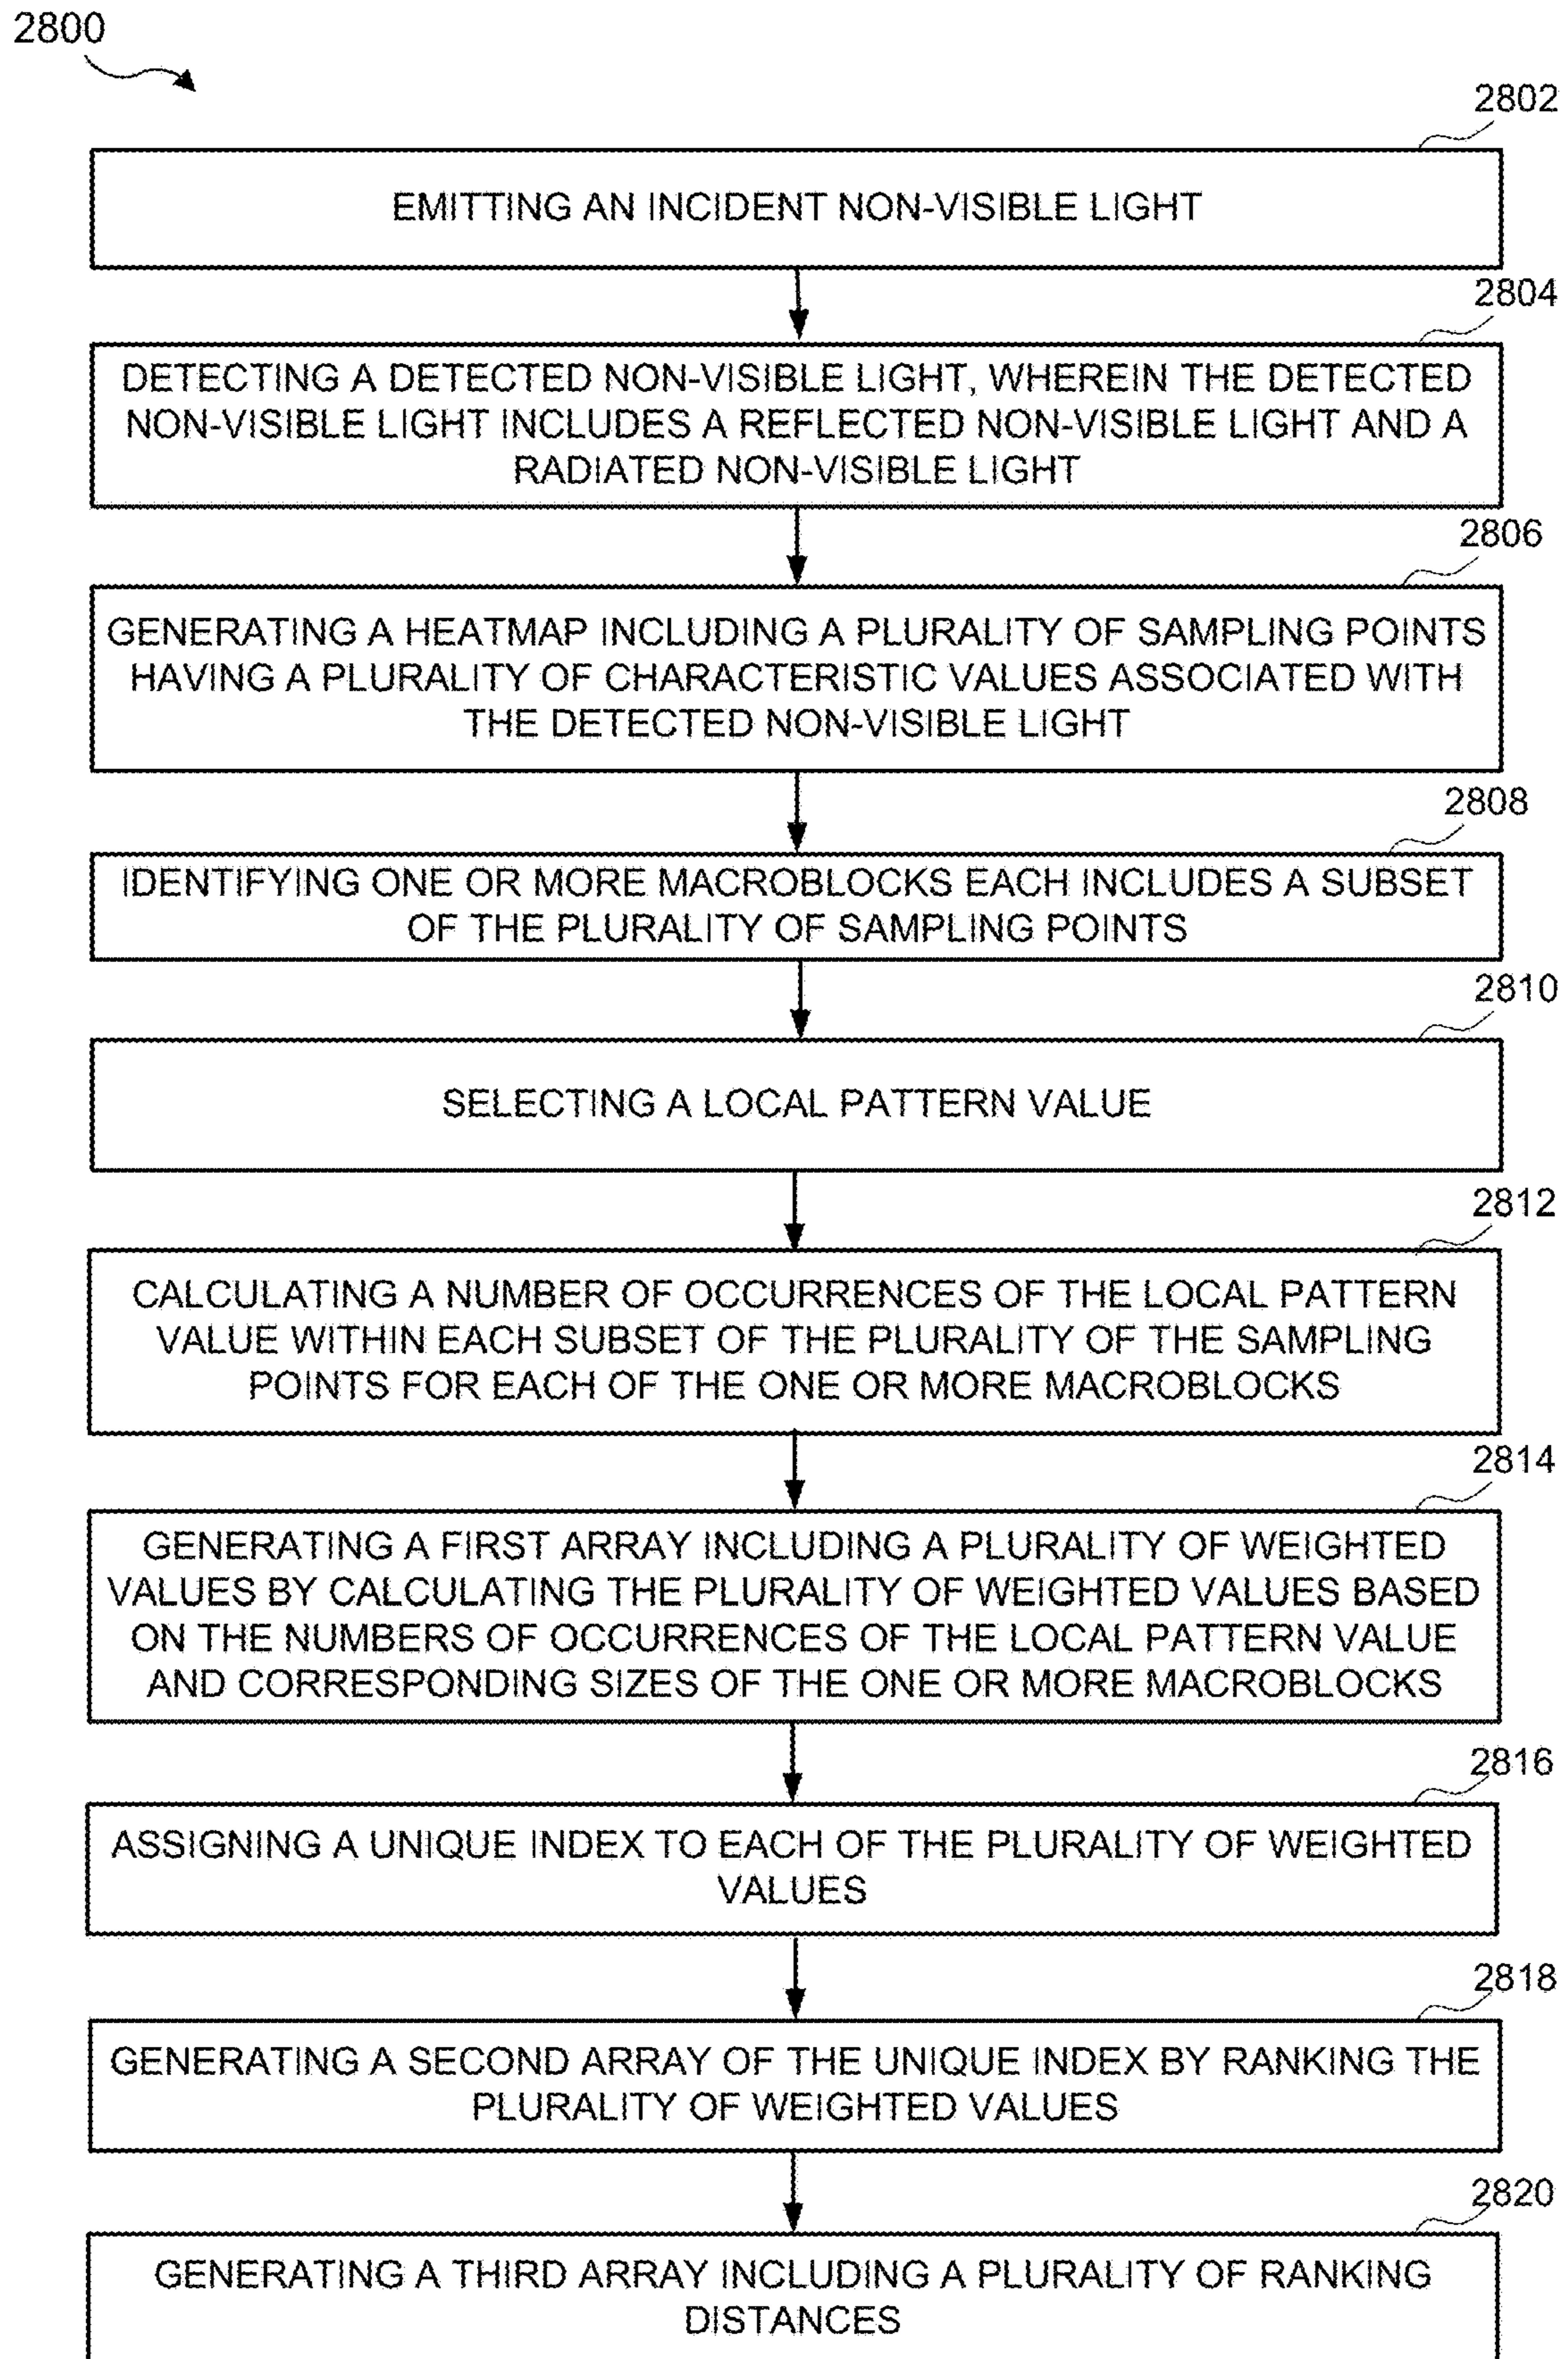 2800
2802
EMITTING AN INCIDENT NON-VISIBLE LIGHT
2804
DETECTING A DETECTED NON-VISIBLE LIGHT, WHEREIN THE DETECTED
NON-VISIBLE LIGHT INCLUDES A REFLECTED NON-VISIBLE LIGHT AND A
RADIATED NON-VISIBLE LIGHT
2806
GENERATING A HEATMAP INCLUDING A PLURALITY OF SAMPLING POINTS
HAVING A PLURALITY OF CHARACTERISTIC VALUES ASSOCIATED WITH
THE DETECTED NON-VISIBLE LIGHT
2808
IDENTIFYING ONE OR MORE MACROBLOCKS EACH INCLUDES A SUBSET
OF THE PLURALITY OF SAMPLING POINTS
2810
SELECTING A LOCAL PATTERN VALUE
2812
CALCULATING A NUMBER OF OCCURRENCES OF THE LOCAL PATTERN
VALUE WITHIN EACH SUBSET OF THE PLURALITY OF THE SAMPLING
POINTS FOR EACH OF THE ONE OR MORE MACROBLOCKS
2814
GENERATING A FIRST ARRAY INCLUDING A PLURALITY OF WEIGHTED
VALUES BY CALCULATING THE PLURALITY OF WEIGHTED VALUES BASED
ON THE NUMBERS OF OCCURRENCES OF THE LOCAL PATTERN VALUE
AND CORRESPONDING SIZES OF THE ONE OR MORE MACROBLOCKS
2816
ASSIGNING A UNIQUE INDEX TO EACH OF THE PLURALITY OF WEIGHTED
VALUES
2818
GENERATING A SECOND ARRAY OF THE UNIQUE INDEX BY RANKING THE
PLURALITY OF WEIGHTED VALUES
2820
GENERATING A THIRD ARRAY INCLUDING A PLURALITY OF RANKING
DISTANCES